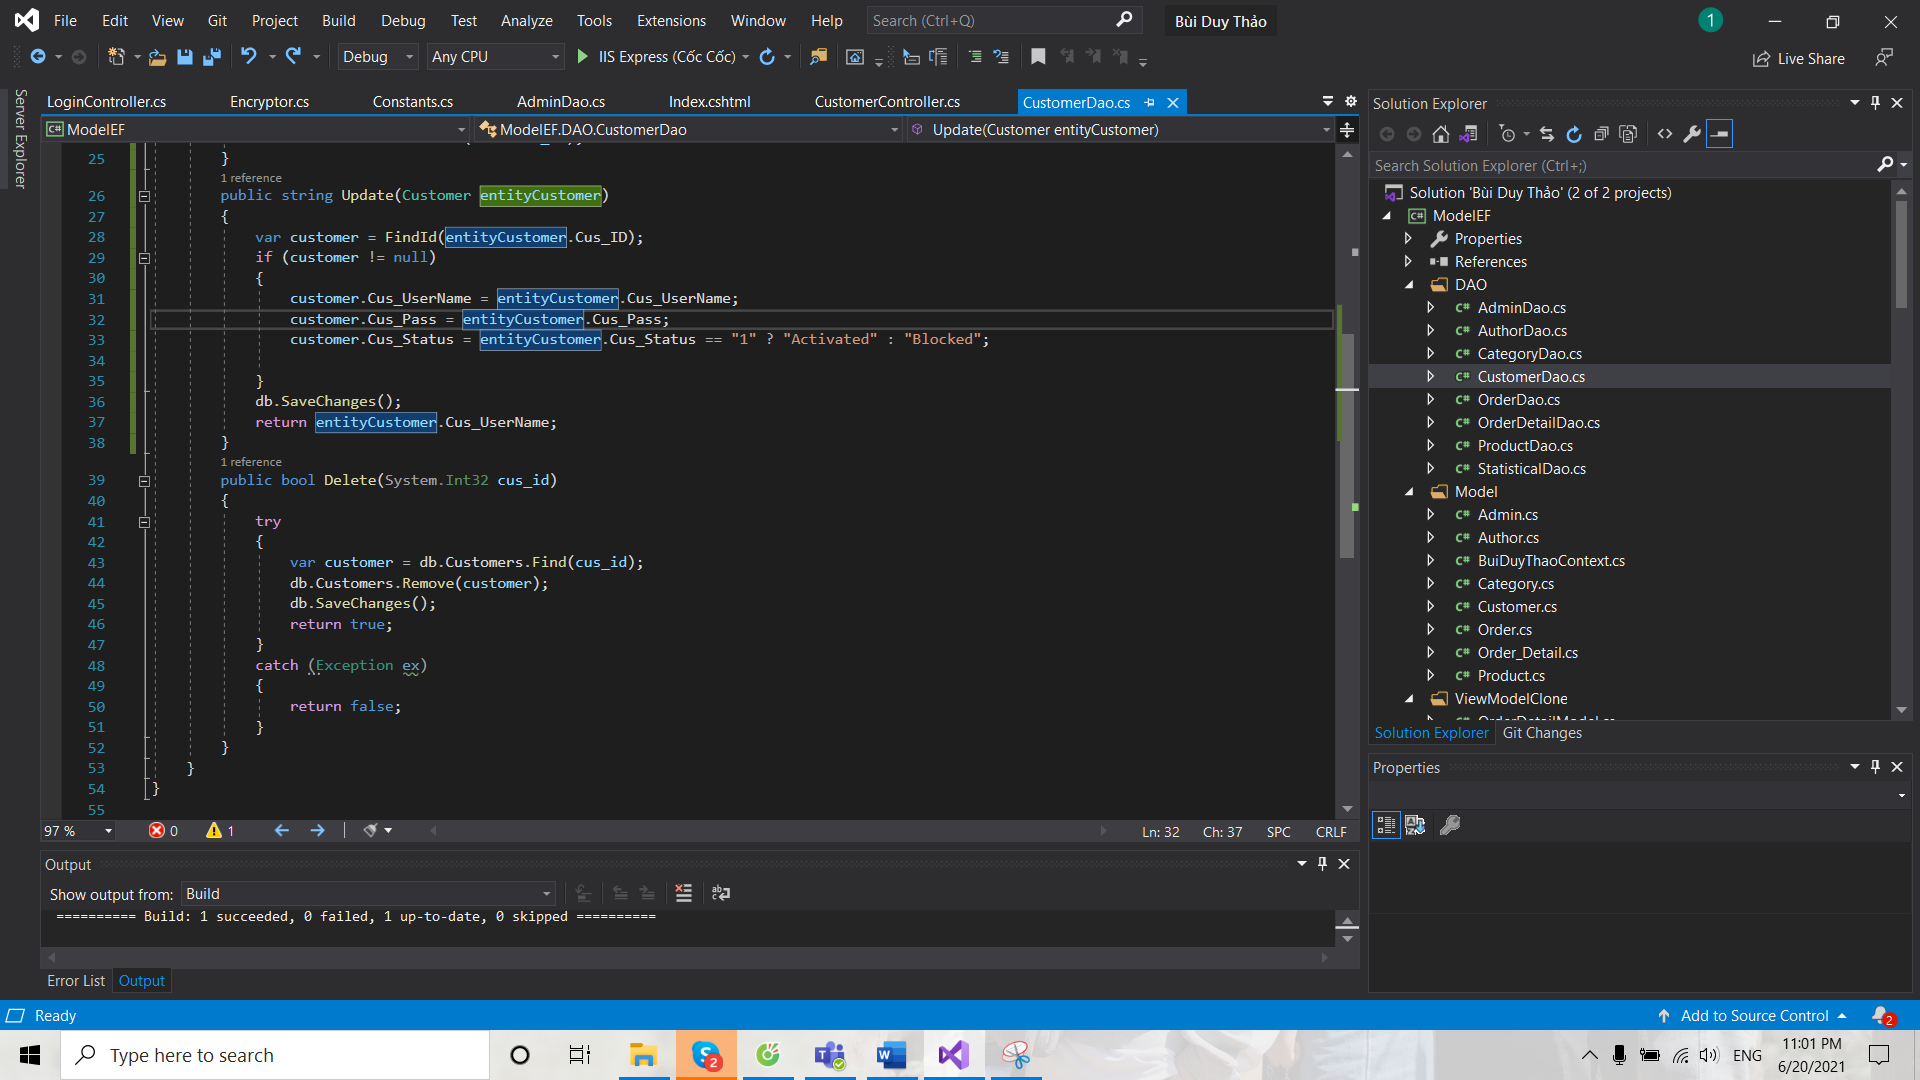 File Edit View Git Project Build Debug Test Analyze Tools Extensions Window Help Search (Ctrl+Q) Bùi Duy Thảo 1
Debug Any CPU IIS Express (Cốc Cốc) Live Share
Server Explorer
LoginController.cs Encryptor.cs Constants.cs AdminDao.cs Index.cshtml CustomerController.cs CustomerDao.cs
ModelEF ModelEF.DAO.CustomerDao Update(Customer entityCustomer)
25 }
1 reference
26 public string Update(Customer entityCustomer)
27 {
28 var customer = FindId(entityCustomer.Cus_ID);
29 if (customer != null)
30 {
31 customer.Cus_UserName = entityCustomer.Cus_UserName;
32 customer.Cus_Pass = entityCustomer.Cus_Pass;
33 customer.Cus_Status = entityCustomer.Cus_Status == "1" ? "Activated" : "Blocked";
34
35 }
36 db.SaveChanges();
37 return entityCustomer.Cus_UserName;
38 }
1 reference
39 public bool Delete(System.Int32 cus_id)
40 {
41 try
42 {
43 var customer = db.Customers.Find(cus_id);
44 db.Customers.Remove(customer);
45 db.SaveChanges();
46 return true;
47 }
48 catch (Exception ex)
49 {
50 return false;
51 }
52 }
53 }
54 }
55
97 % 0 1 Ln: 32 Ch: 37 SPC CRLF
Output
Show output from: Build
========== Build: 1 succeeded, 0 failed, 1 up-to-date, 0 skipped ==========
Error List Output
Solution Explorer
Search Solution Explorer (Ctrl+;)
Solution 'Bùi Duy Thảo' (2 of 2 projects)
ModelEF
Properties
References
DAO
AdminDao.cs
AuthorDao.cs
CategoryDao.cs
CustomerDao.cs
OrderDao.cs
OrderDetailDao.cs
ProductDao.cs
StatisticalDao.cs
Model
Admin.cs
Author.cs
BuiDuyThaoContext.cs
Category.cs
Customer.cs
Order.cs
Order_Detail.cs
Product.cs
ViewModelClone
OrderDetailModel.cs
Solution Explorer Git Changes
Properties
Ready Add to Source Control 2
Type here to search 2 ENG 11:01 PM
6/20/2021